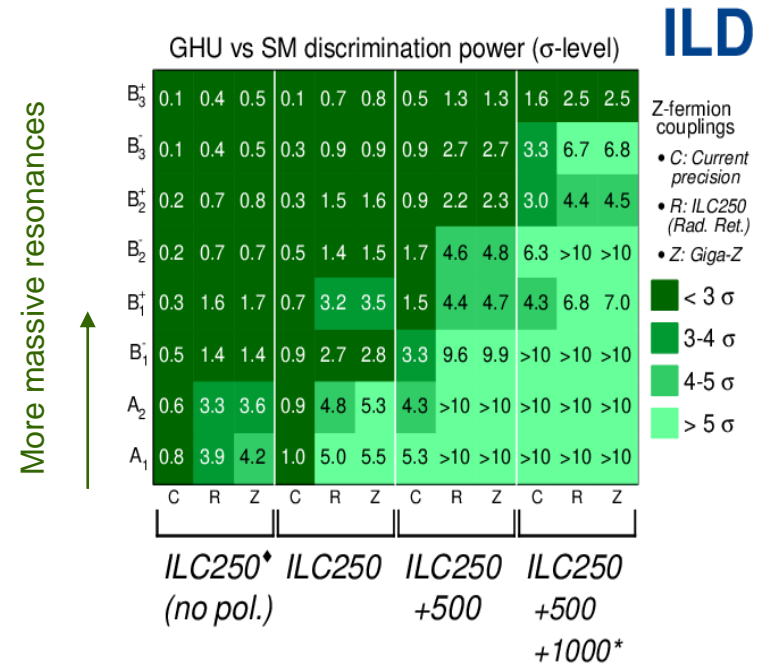 ILD
GHU vs SM discrimination power (σ-level)
More massive resonances
B₃⁺ 0.1 0.4 0.5 0.1 0.7 0.8 0.5 1.3 1.3 1.6 2.5 2.5
B₃⁻ 0.1 0.4 0.5 0.3 0.9 0.9 0.9 2.7 2.7 3.3 6.7 6.8
B₂⁺ 0.2 0.7 0.8 0.3 1.5 1.6 0.9 2.2 2.3 3.0 4.4 4.5
B₂⁻ 0.2 0.7 0.7 0.5 1.4 1.5 1.7 4.6 4.8 6.3 >10 >10
B₁⁺ 0.3 1.6 1.7 0.7 3.2 3.5 1.5 4.4 4.7 4.3 6.8 7.0
B₁⁻ 0.5 1.4 1.4 0.9 2.7 2.8 3.3 9.6 9.9 >10 >10 >10
A₂ 0.6 3.3 3.6 0.9 4.8 5.3 4.3 >10 >10 >10 >10 >10
A₁ 0.8 3.9 4.2 1.0 5.0 5.5 5.3 >10 >10 >10 >10 >10
C R Z C R Z C R Z C R Z
ILC250♦
(no pol.)
ILC250
ILC250
+500
ILC250
+500
+1000*
Z-fermion
couplings
• C: Current
precision
• R: ILC250
(Rad. Ret.)
• Z: Giga-Z
< 3 σ
3-4 σ
4-5 σ
> 5 σ